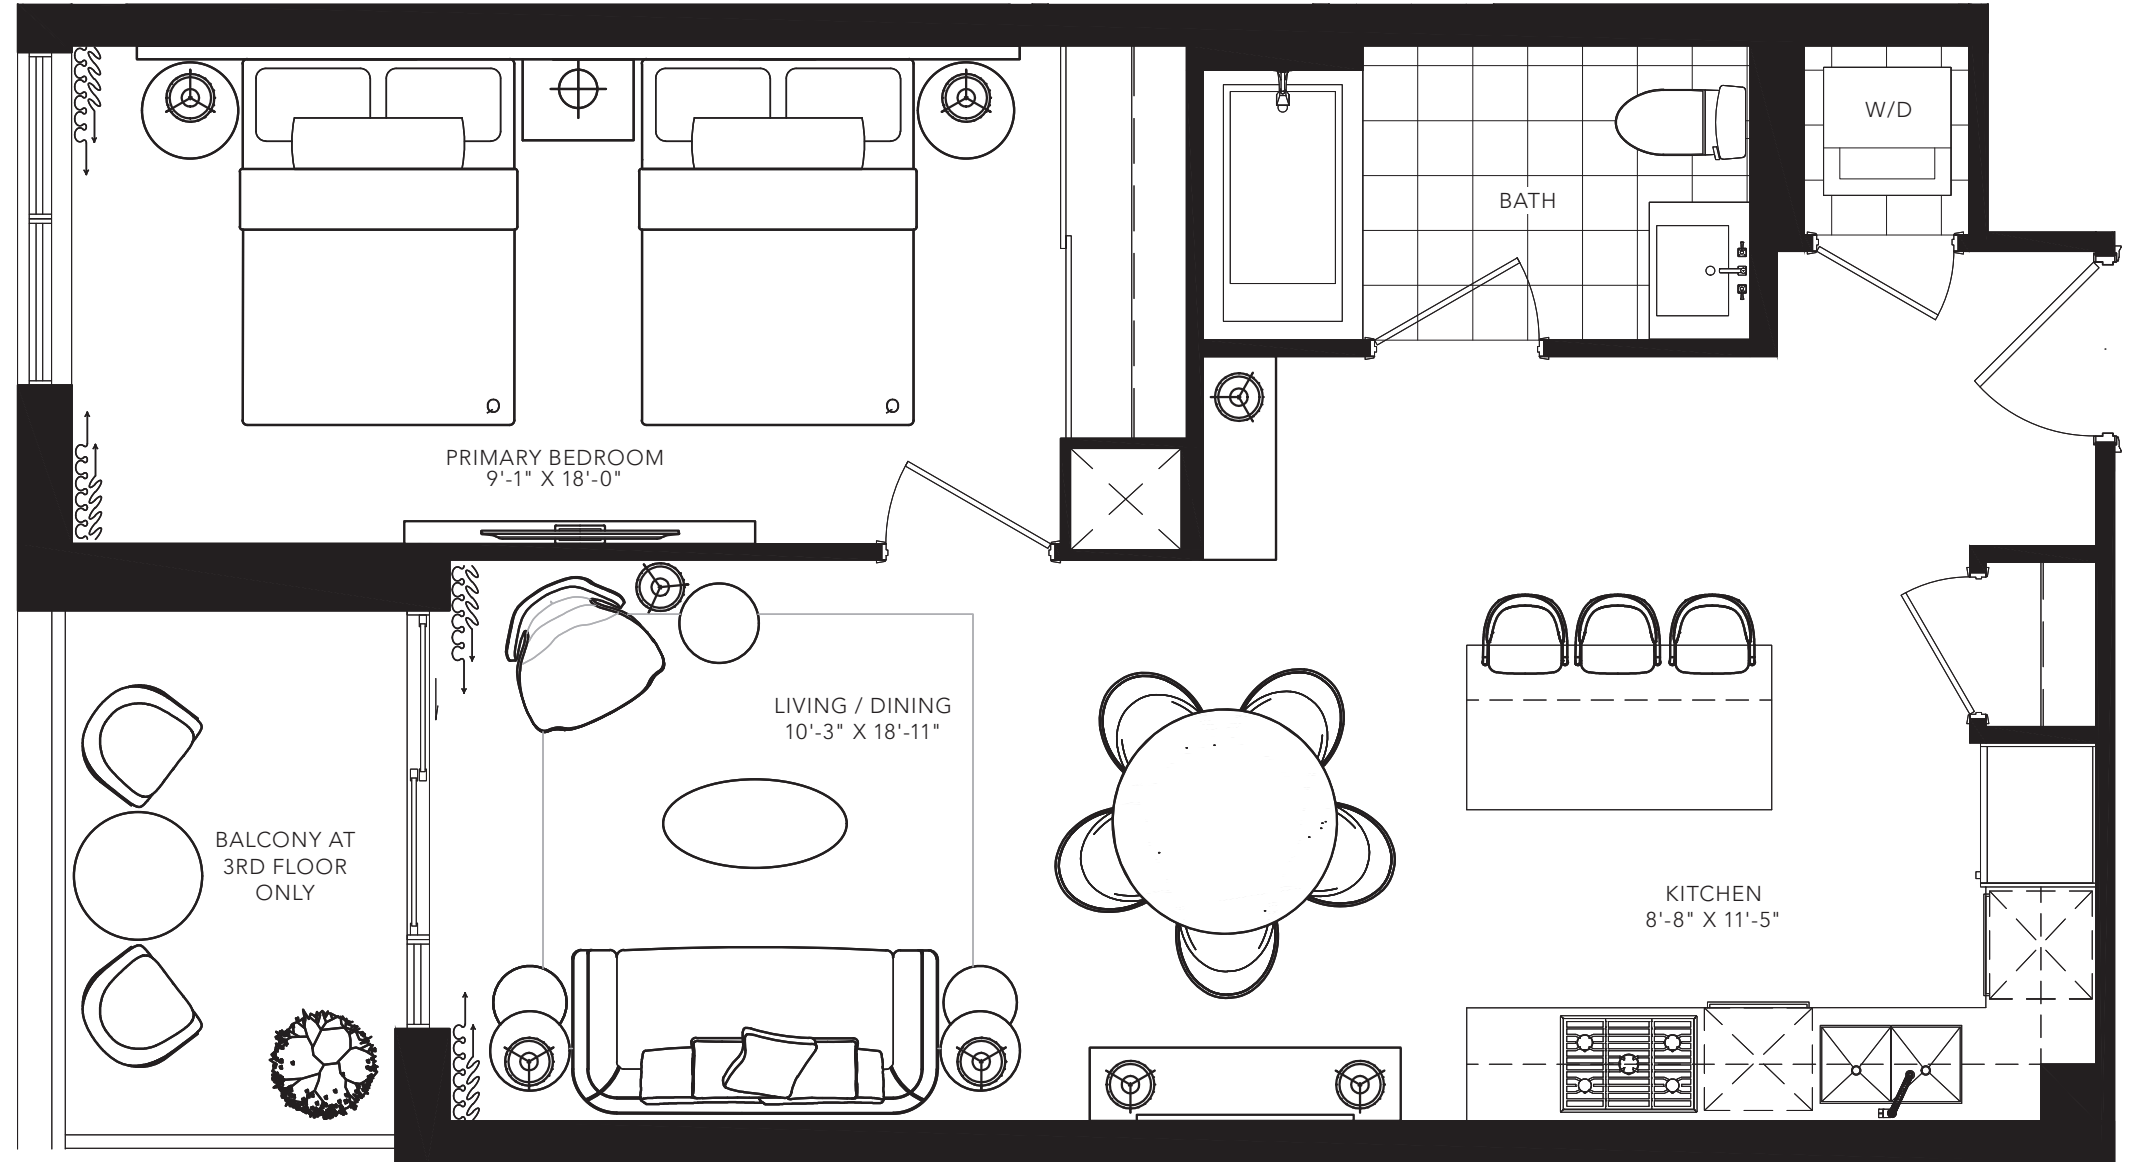 W/D
BATH
PRIMARY BEDROOM
9'-1" X 18'-0"
LIVING / DINING
10'-3" X 18'-11"
BALCONY AT
3RD FLOOR
ONLY
KITCHEN
8'-8" X 11'-5"